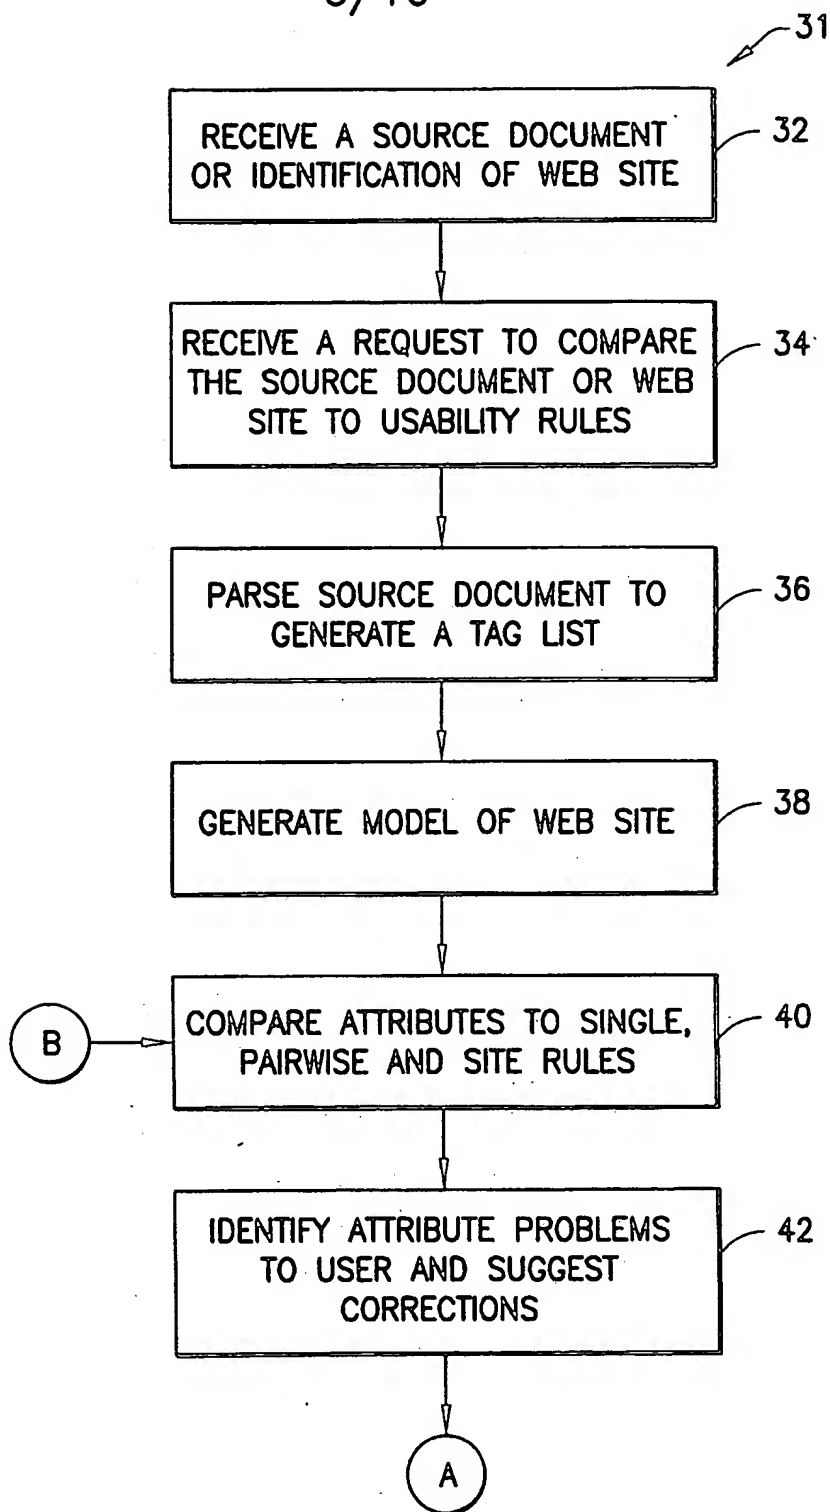 31
RECEIVE A SOURCE DOCUMENT
OR IDENTIFICATION OF WEB SITE
32
RECEIVE A REQUEST TO COMPARE
THE SOURCE DOCUMENT OR WEB
SITE TO USABILITY RULES
34
PARSE SOURCE DOCUMENT TO
GENERATE A TAG LIST
36
GENERATE MODEL OF WEB SITE
38
B
COMPARE ATTRIBUTES TO SINGLE,
PAIRWISE AND SITE RULES
40
IDENTIFY ATTRIBUTE PROBLEMS
TO USER AND SUGGEST
CORRECTIONS
42
A